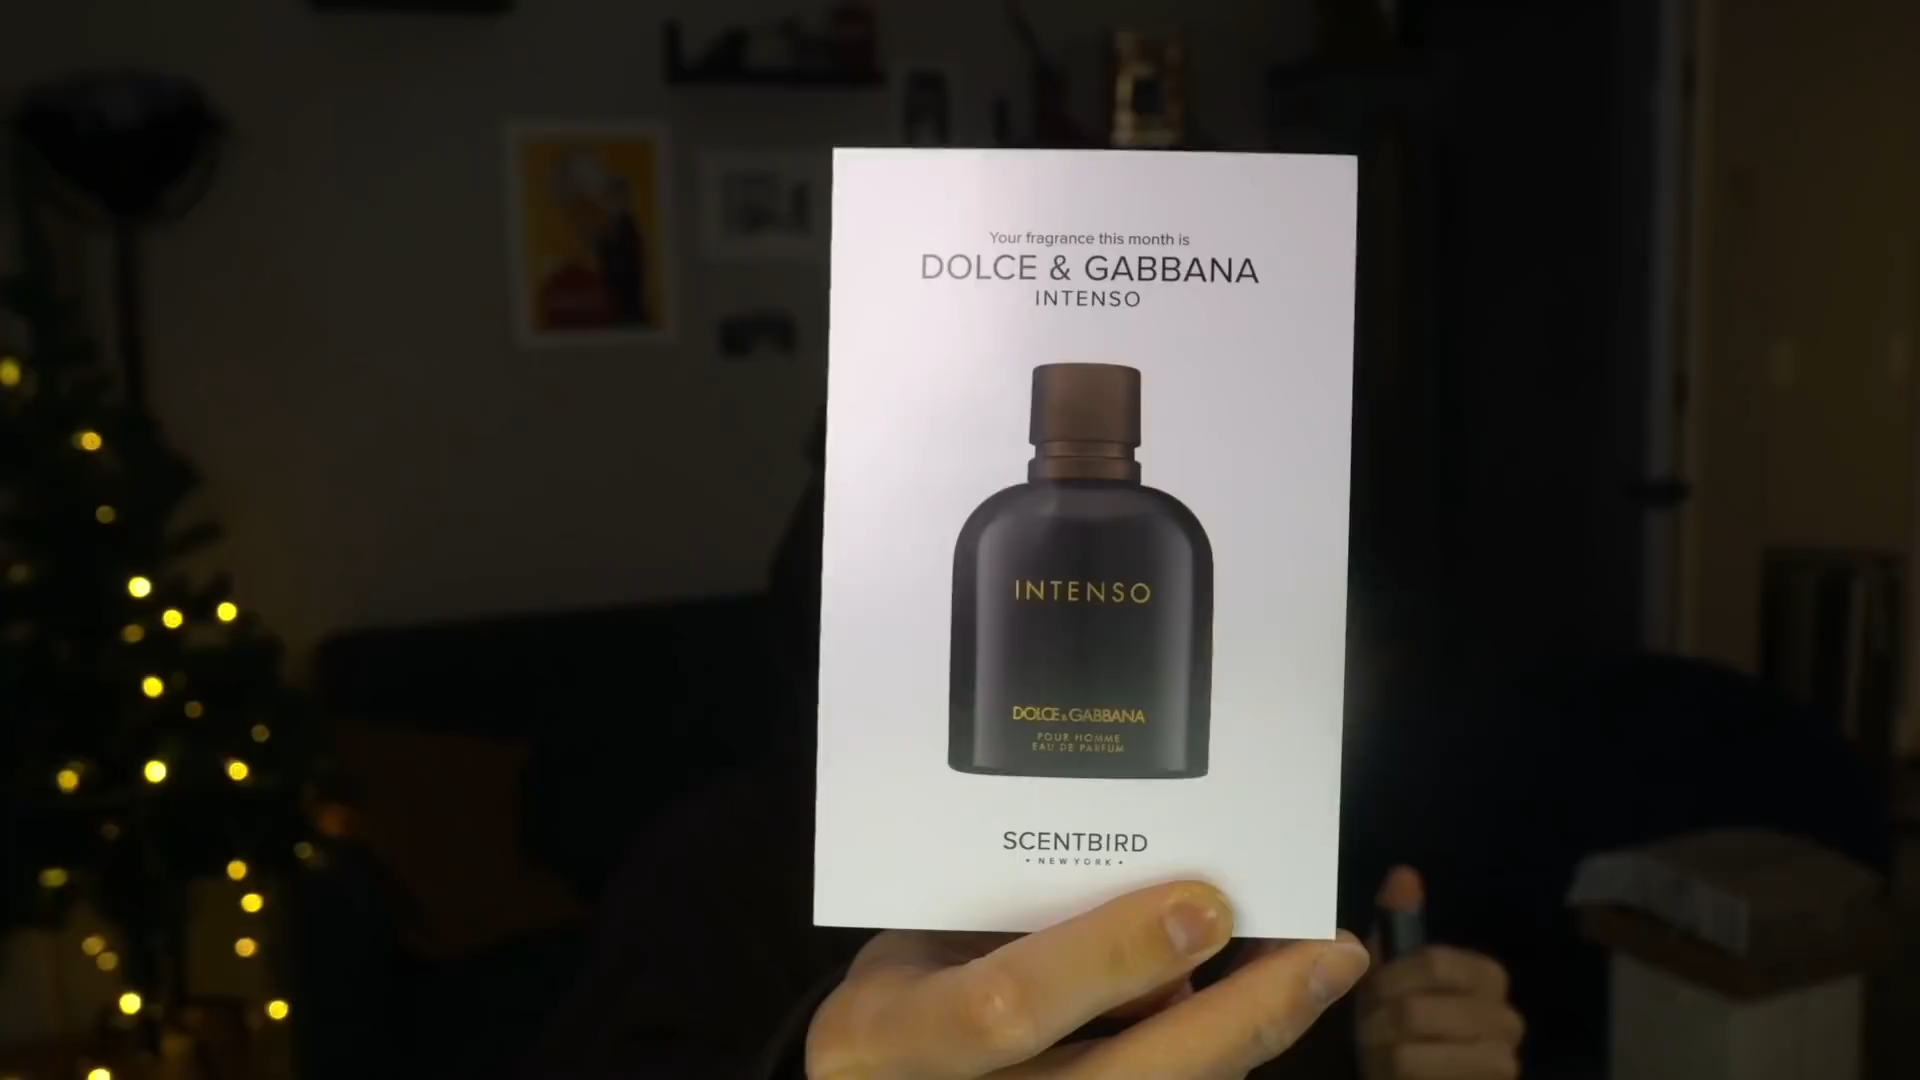 Your fragrance this month is
DOLCE & GABBANA
INTENSO
INTENSO
DOLCE & GABBANA
POUR HOMME
EAU DE PARFUM
SCENTBIRD
• NEW YORK •